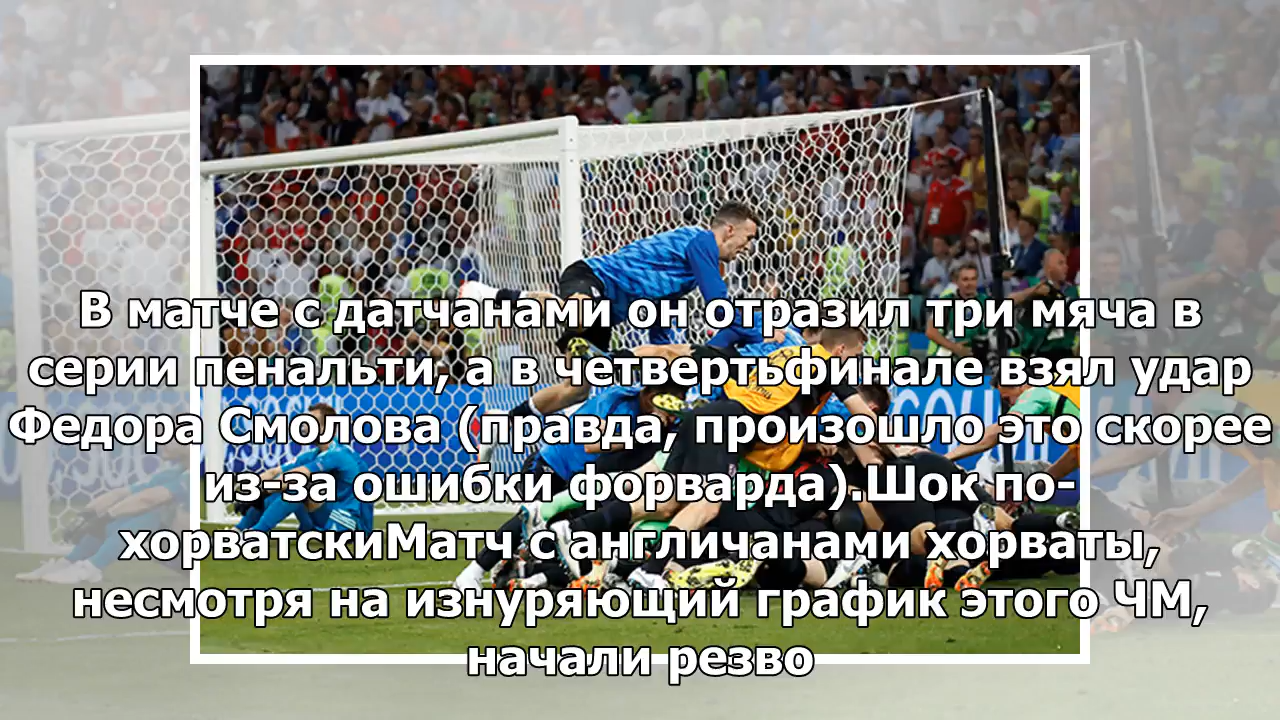 В матче с датчанами он отразил три мяча в
серии пенальти, а в четвертьфинале взял удар
Федора Смолова (правда, произошло это скорее
из-за ошибки форварда).Шок по-
хорватскиМатч с англичанами хорваты,
несмотря на изнуряющий график этого ЧМ,
начали резво